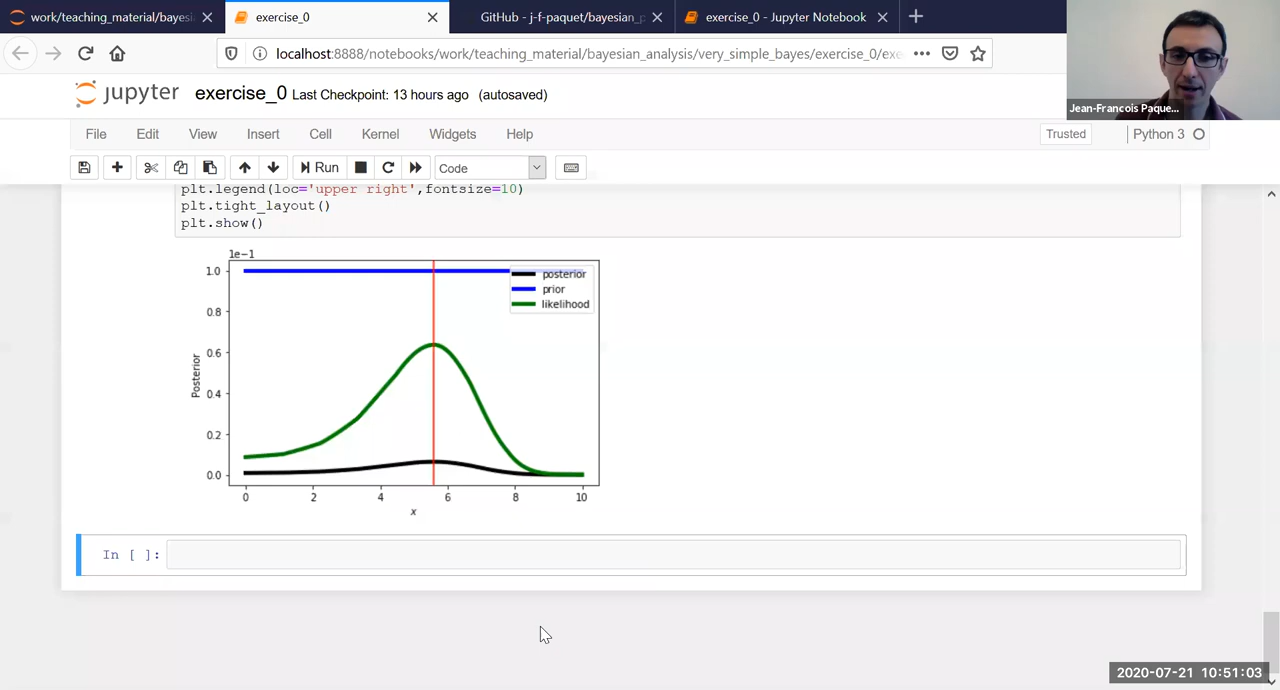 work/teaching_material/bayesi
exercise_0
GitHub - j-f-paquet/bayesian_p
exercise_0 - Jupyter Notebook
localhost:8888/notebooks/work/teaching_material/bayesian_analysis/very_simple_bayes/exercise_0/exe
Jean-Francois Paque...
jupyter exercise_0 Last Checkpoint: 13 hours ago (autosaved)
File Edit View Insert Cell Kernel Widgets Help
Trusted
Python 3
Run
Code
plt.legend(loc='upper right',fontsize=10)
plt.tight_layout()
plt.show()
1e-1
1.0
0.8
0.6
0.4
0.2
0.0
Posterior
posterior
prior
likelihood
0 2 4 6 8 10
x
In [ ]:
2020-07-21 10:51:03